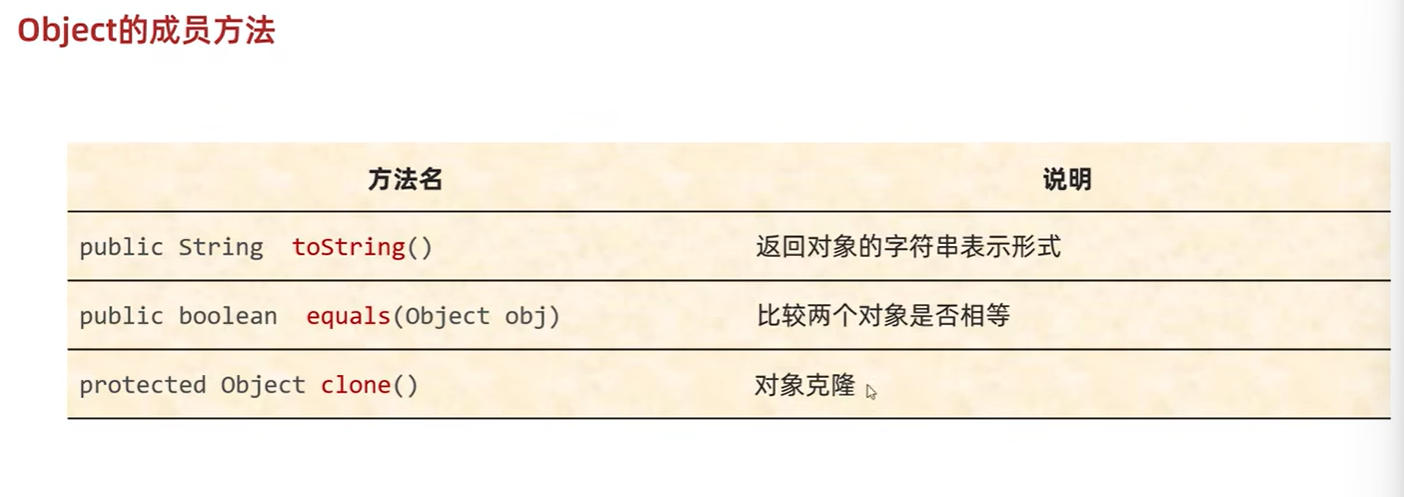 Object的成员方法
方法名 说明
public String toString() 返回对象的字符串表示形式
public boolean equals(Object obj) 比较两个对象是否相等
protected Object clone() 对象克隆